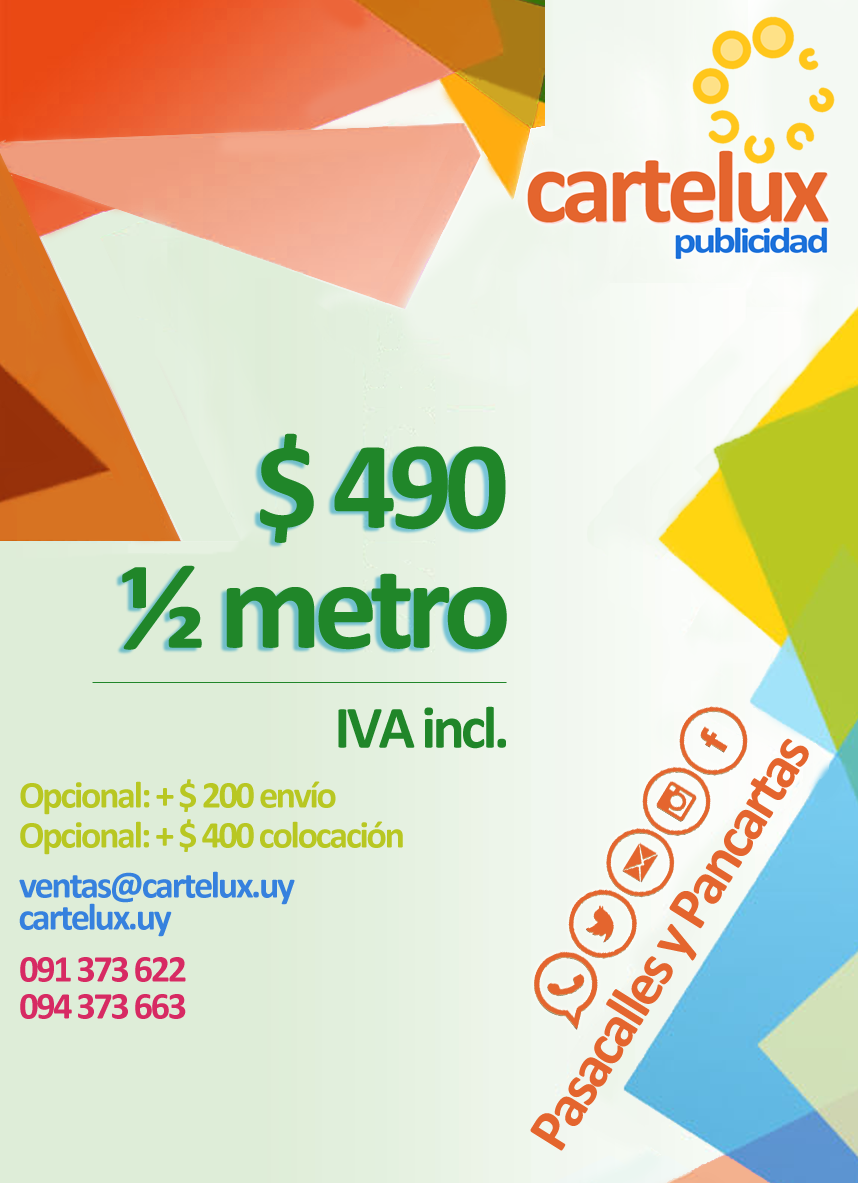 cartelux
publicidad
$ 490
½ metro
IVA incl.
Opcional: + $ 200 envío
Opcional: + $ 400 colocación
ventas@cartelux.uy
cartelux.uy
091 373 622
094 373 663
Pasacalles y Pancartas